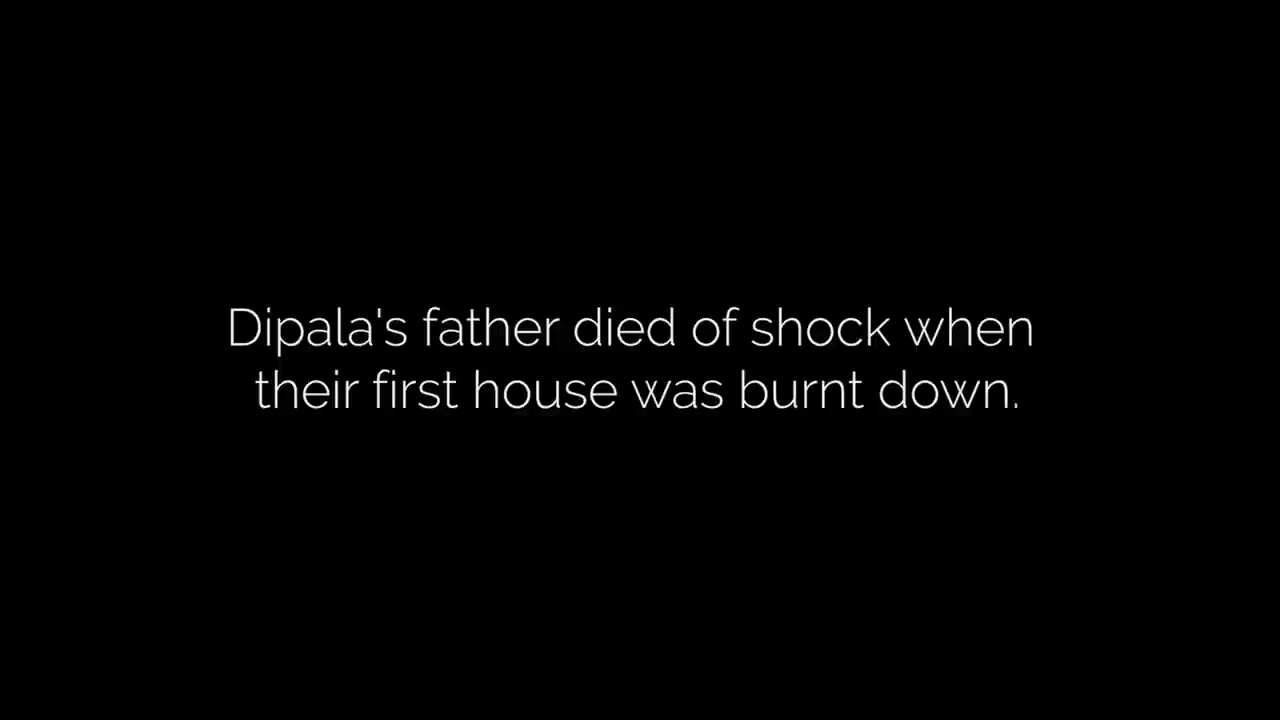 Dipala's father died of shock when
their first house was burnt down.